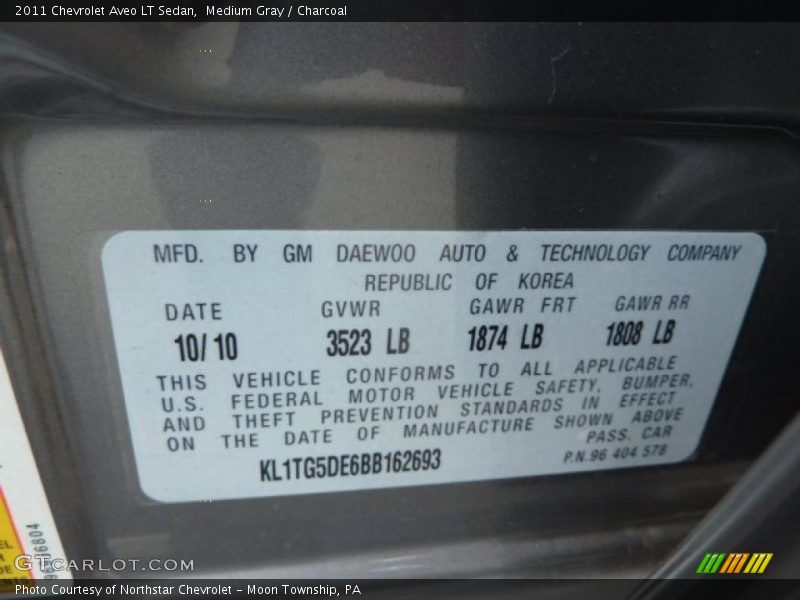 2011 Chevrolet Aveo LT Sedan, Medium Gray / Charcoal
MFD. BY GM DAEWOO AUTO & TECHNOLOGY COMPANY
REPUBLIC OF KOREA
DATE GVWR GAWR FRT GAWR RR
10/10 3523 LB 1874 LB 1808 LB
THIS VEHICLE CONFORMS TO ALL APPLICABLE
U.S. FEDERAL MOTOR VEHICLE SAFETY, BUMPER,
AND THEFT PREVENTION STANDARDS IN EFFECT
ON THE DATE OF MANUFACTURE SHOWN ABOVE
PASS. CAR
KL1TG5DE6BB162693
P.N.96 404 578
GTCARLOT.COM
Photo Courtesy of Northstar Chevrolet - Moon Township, PA